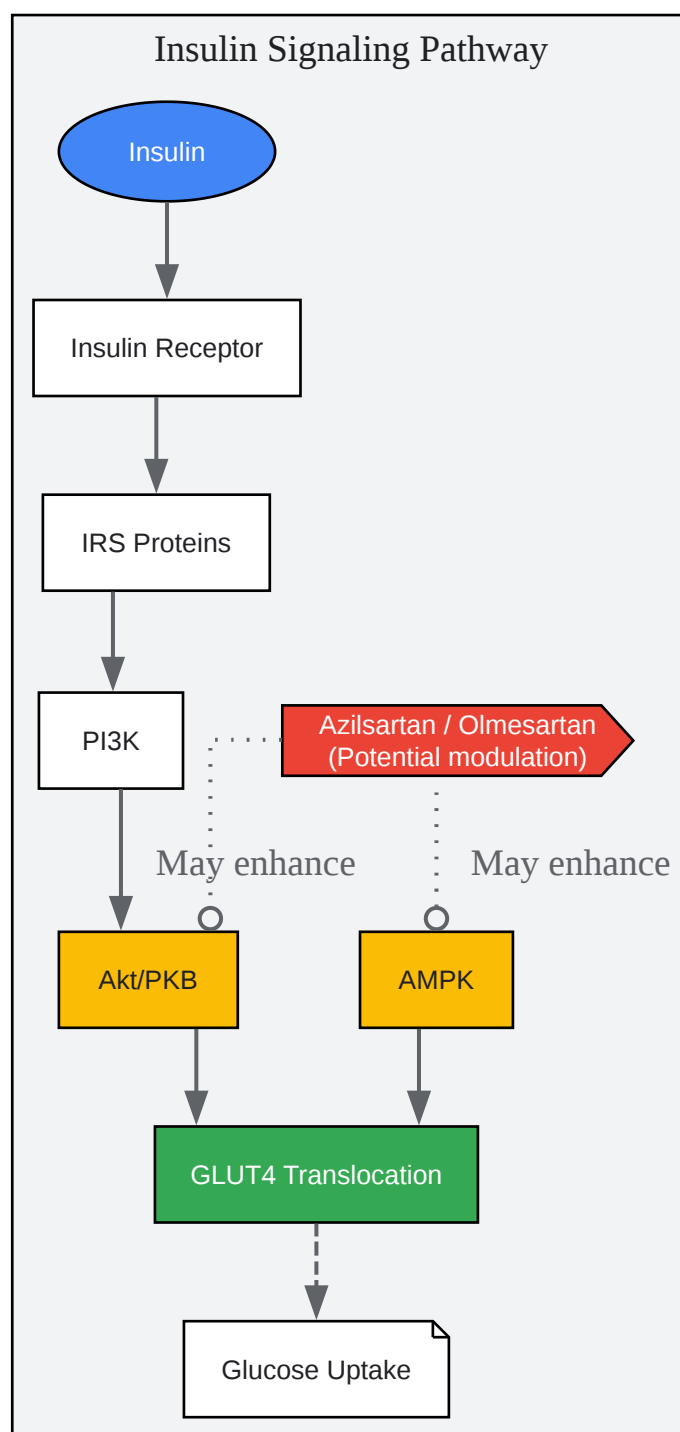 Insulin Signaling Pathway
Insulin
Insulin Receptor
IRS Proteins
PI3K
Azilsartan / Olmesartan
(Potential modulation)
May enhance
May enhance
Akt/PKB
AMPK
GLUT4 Translocation
Glucose Uptake